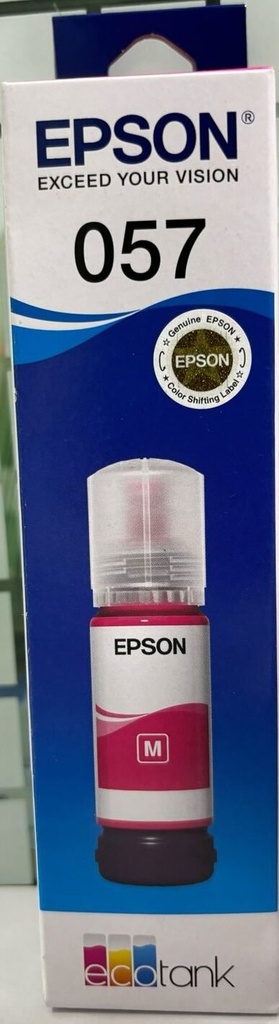 EPSON®
EXCEED YOUR VISION
057
☆ Genuine EPSON ☆
EPSON
☆ Color Shifting Label ☆
EPSON
M
ecotank